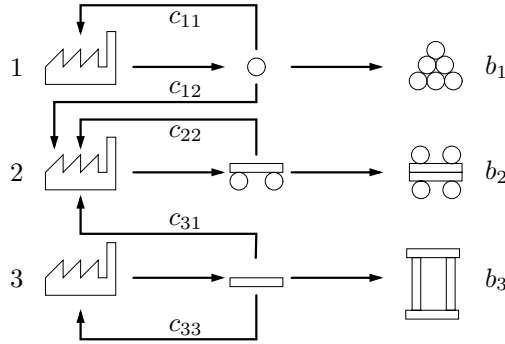 c₁₁
1 b₁
c₁₂
c₂₂
2 b₂
c₃₁
3 b₃
c₃₃